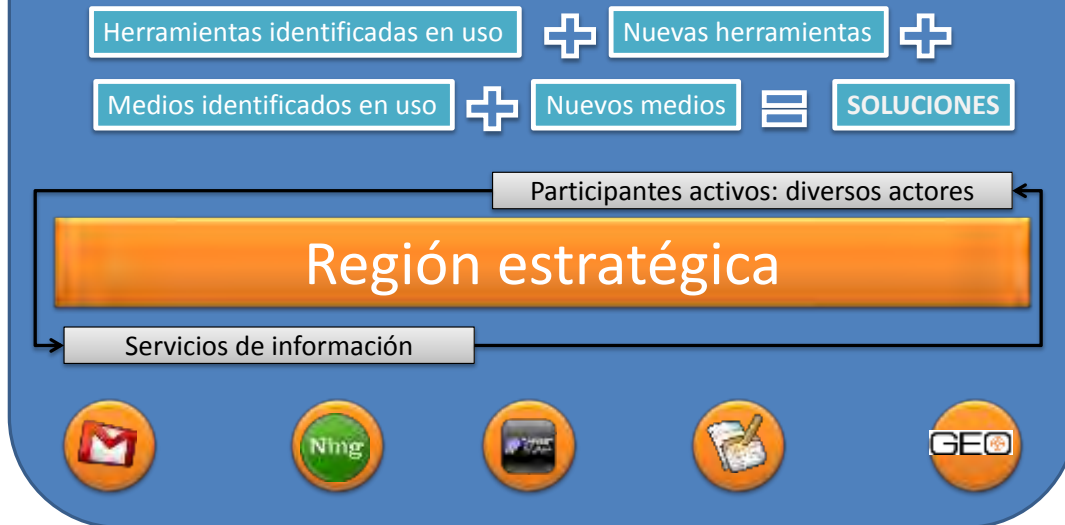 Herramientas identificadas en uso
Nuevas herramientas
Medios identificados en uso
Nuevos medios
SOLUCIONES
Participantes activos: diversos actores
Región estratégica
Servicios de información
Ning
GEO